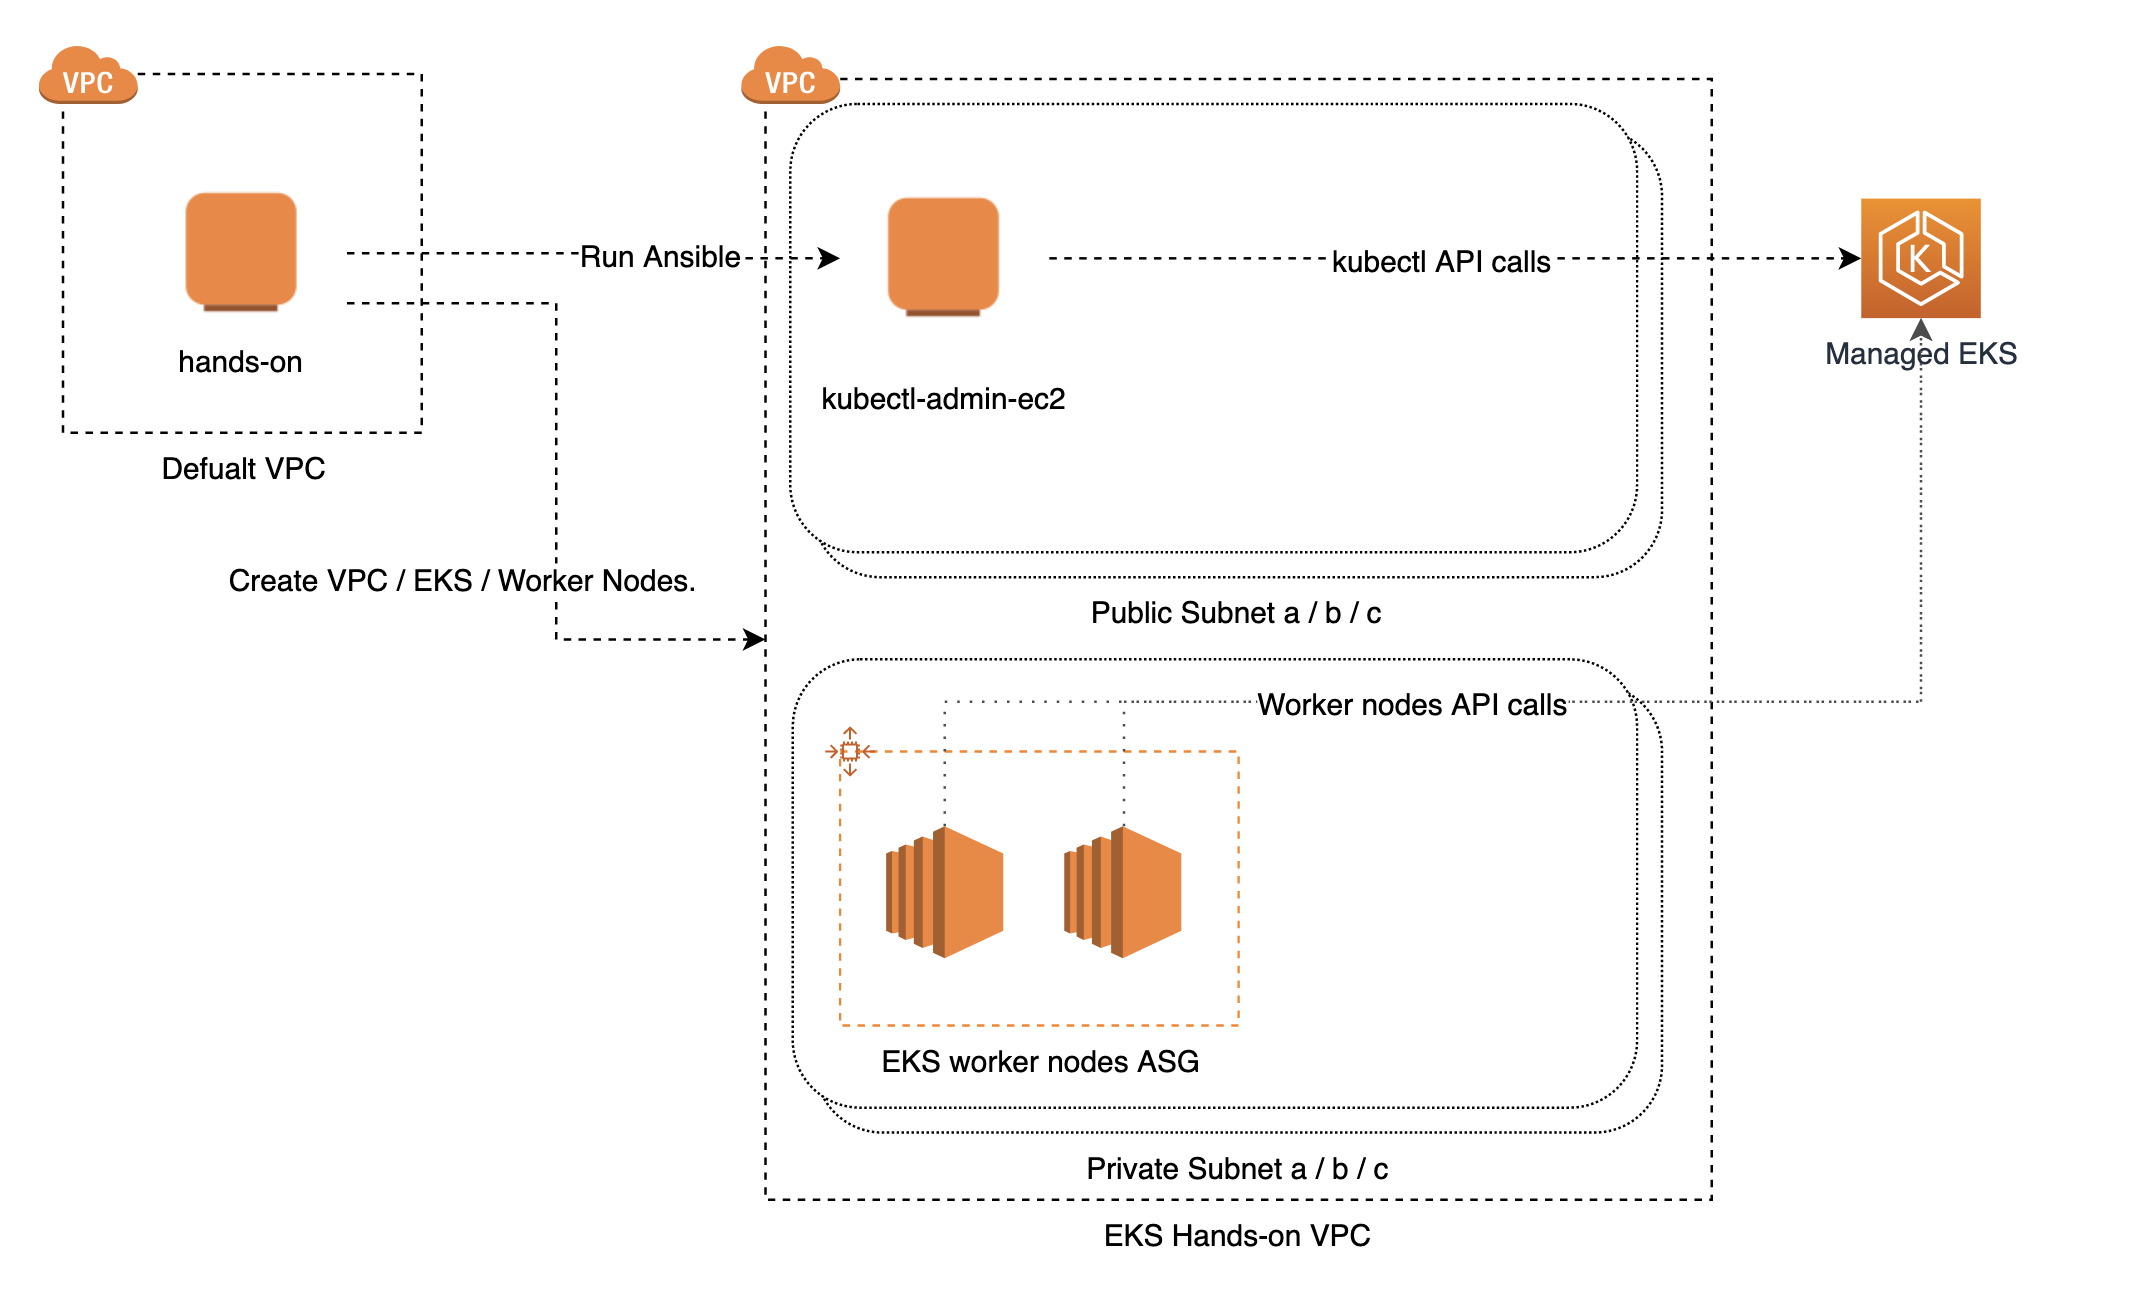 VPC
VPC
Run Ansible
kubectl API calls
K
hands-on
Managed EKS
kubectl-admin-ec2
Defualt VPC
Create VPC / EKS / Worker Nodes.
Public Subnet a / b / c
Worker nodes API calls
EKS worker nodes ASG
Private Subnet a / b / c
EKS Hands-on VPC